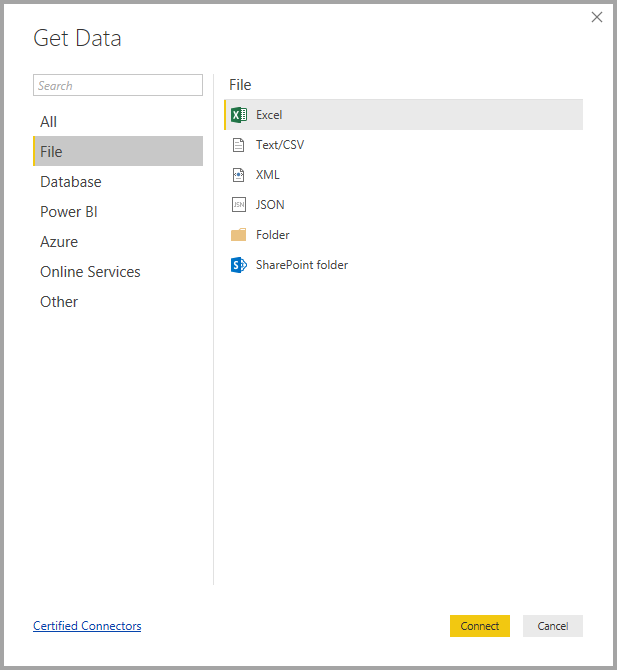 Get Data
Search
All
File
Database
Power BI
Azure
Online Services
Other
File
Excel
Text/CSV
XML
JSON
Folder
SharePoint folder
Certified Connectors
Connect
Cancel